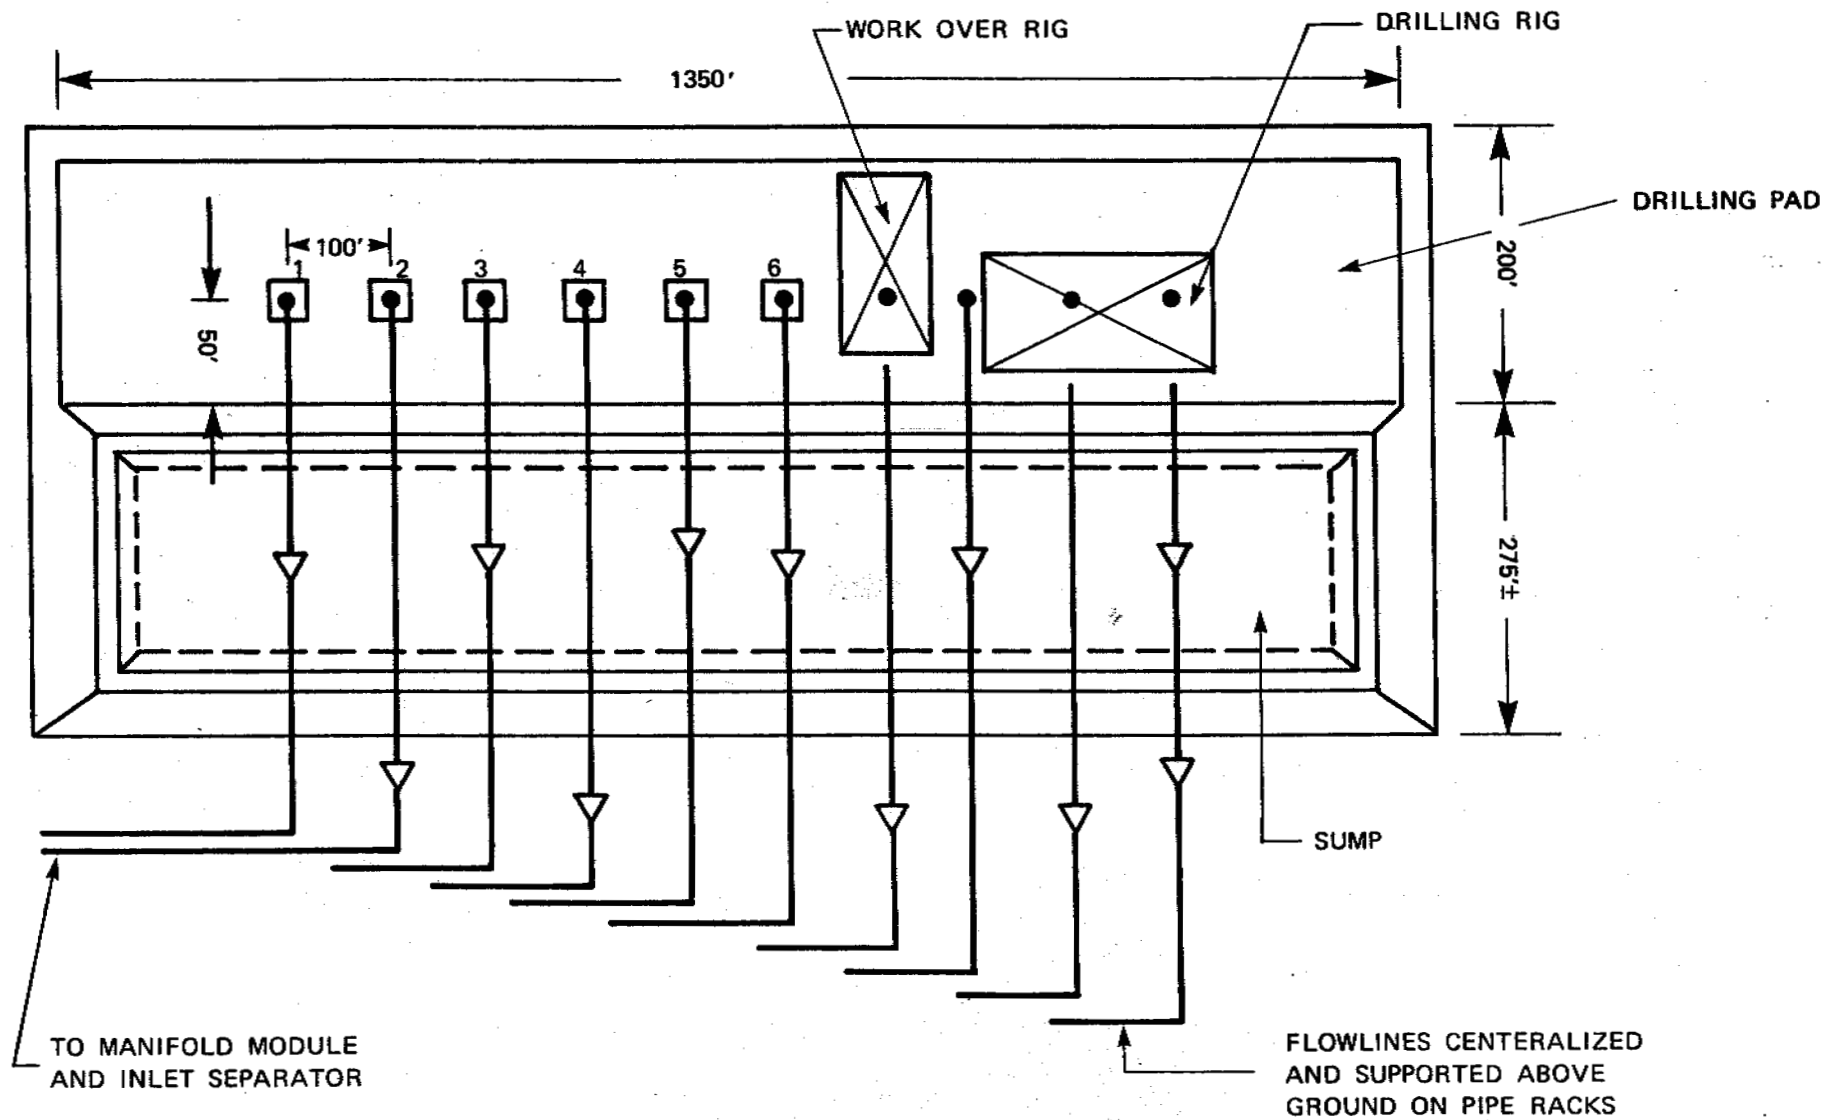 WORK OVER RIG
DRILLING RIG
1350'
DRILLING PAD
200'
100'
1
2
3
4
5
6
50'
275'±
SUMP
TO MANIFOLD MODULE
AND INLET SEPARATOR
FLOWLINES CENTERALIZED
AND SUPPORTED ABOVE
GROUND ON PIPE RACKS